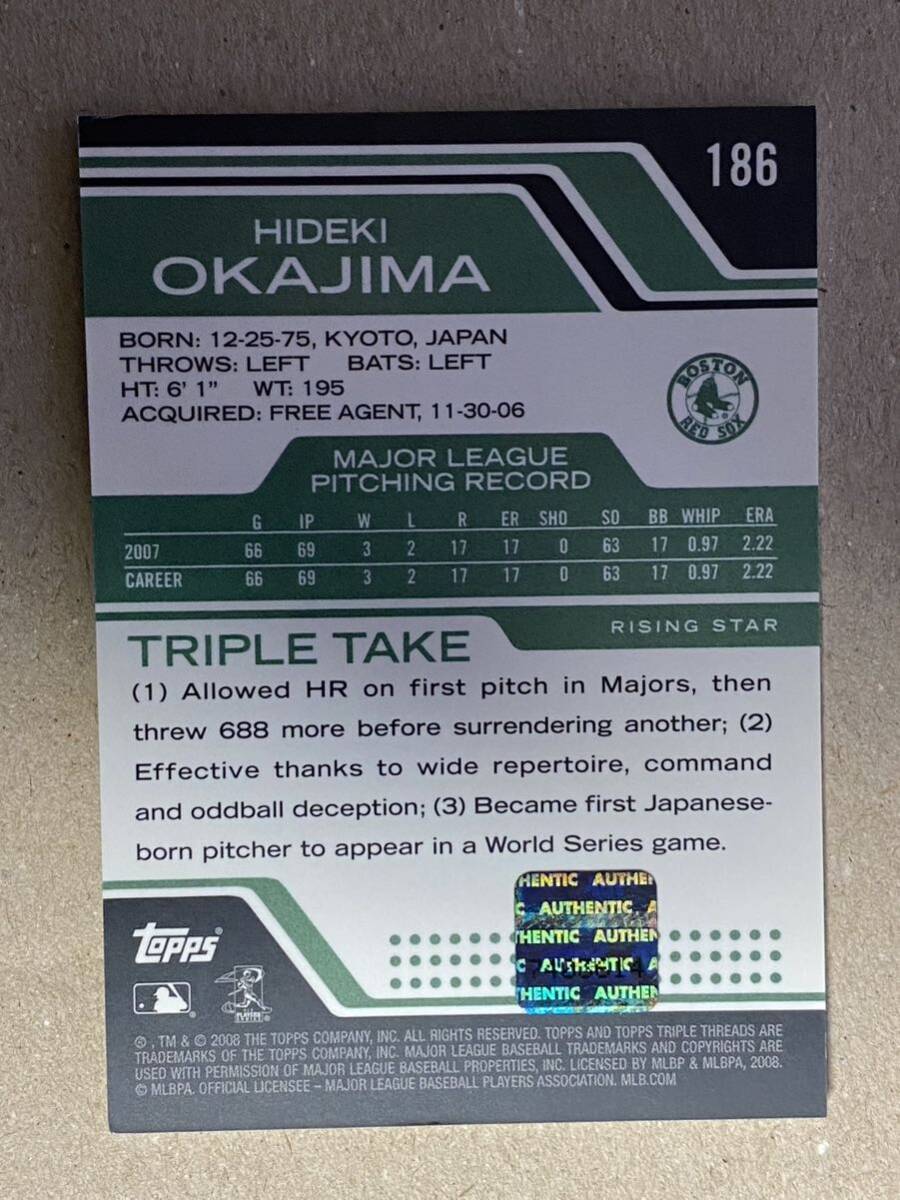 186
HIDEKI
OKAJIMA
BORN: 12-25-75, KYOTO, JAPAN
THROWS: LEFT BATS: LEFT
HT: 6' 1" WT: 195
ACQUIRED: FREE AGENT, 11-30-06
BOSTON
RED SOX
MAJOR LEAGUE
PITCHING RECORD
G IP W L R ER SHO SO BB WHIP ERA
2007 66 69 3 2 17 17 0 63 17 0.97 2.22
CAREER 66 69 3 2 17 17 0 63 17 0.97 2.22
RISING STAR
TRIPLE TAKE
(1) Allowed HR on first pitch in Majors, then
threw 688 more before surrendering another; (2)
Effective thanks to wide repertoire, command
and oddball deception; (3) Became first Japanese-
born pitcher to appear in a World Series game.
HENTIC AUTHE
C AUTHENTIC A
HENTIC AUTHEN
C AUTHENTIC A
HENTIC AUTHEN
topps®
®, TM & © 2008 THE TOPPS COMPANY, INC. ALL RIGHTS RESERVED. TOPPS AND TOPPS TRIPLE THREADS ARE
TRADEMARKS OF THE TOPPS COMPANY, INC. MAJOR LEAGUE BASEBALL TRADEMARKS AND COPYRIGHTS ARE
USED WITH PERMISSION OF MAJOR LEAGUE BASEBALL PROPERTIES, INC. LICENSED BY MLBP & MLBPA, 2008.
© MLBPA. OFFICIAL LICENSEE – MAJOR LEAGUE BASEBALL PLAYERS ASSOCIATION. MLB.COM